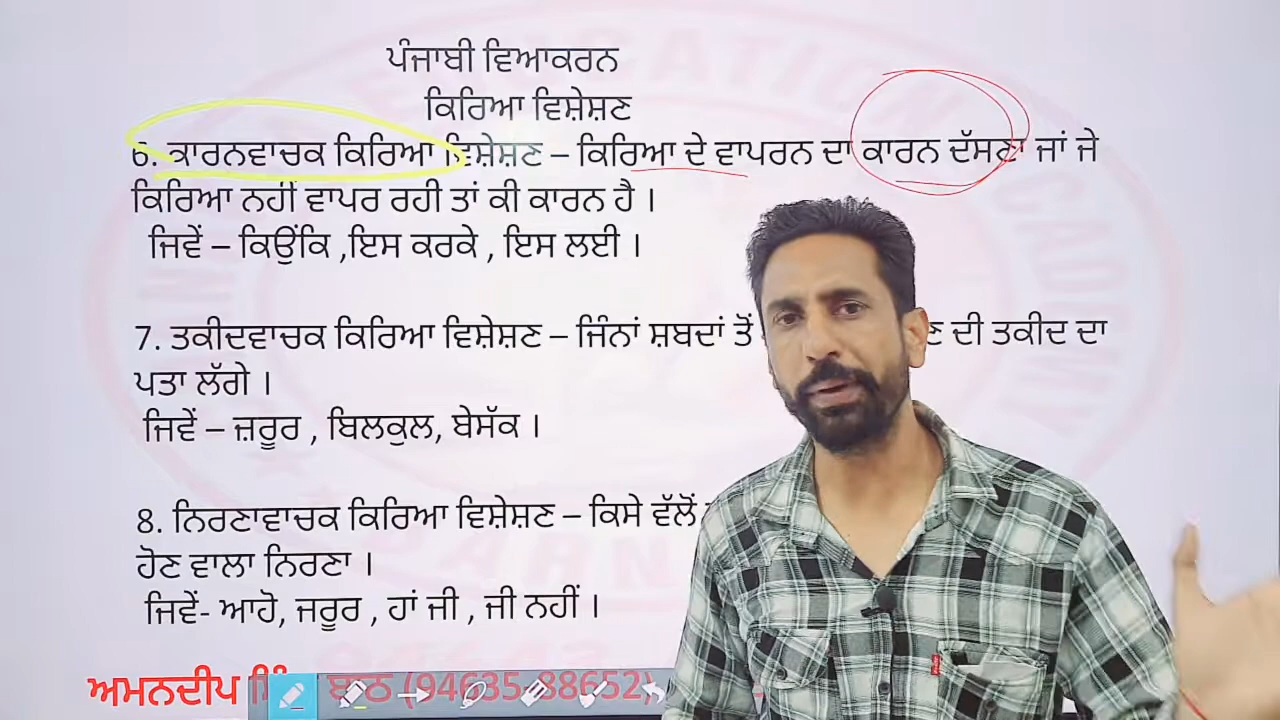 ਪੰਜਾਬੀ ਵਿਆਕਰਨ
ਕਿਰਿਆ ਵਿਸ਼ੇਸ਼ਣ
6. ਕਾਰਨਵਾਚਕ ਕਿਰਿਆ ਵਿਸ਼ੇਸ਼ਣ – ਕਿਰਿਆ ਦੇ ਵਾਪਰਨ ਦਾ ਕਾਰਨ ਦੱਸਣਾ ਜਾਂ ਜੇ
ਕਿਰਿਆ ਨਹੀਂ ਵਾਪਰ ਰਹੀ ਤਾਂ ਕੀ ਕਾਰਨ ਹੈ ।
ਜਿਵੇਂ – ਕਿਉਂਕਿ ,ਇਸ ਕਰਕੇ , ਇਸ ਲਈ ।
7. ਤਕੀਦਵਾਚਕ ਕਿਰਿਆ ਵਿਸ਼ੇਸ਼ਣ – ਜਿੰਨਾਂ ਸ਼ਬਦਾਂ ਤੋਂ ਦੀ ਤਕੀਦ ਦਾ
ਪਤਾ ਲੱਗੇ ।
ਜਿਵੇਂ – ਜ਼ਰੂਰ , ਬਿਲਕੁਲ, ਬੇਸੱਕ ।
8. ਨਿਰਣਾਵਾਚਕ ਕਿਰਿਆ ਵਿਸ਼ੇਸ਼ਣ – ਕਿਸੇ ਵੱਲੋਂ
ਹੋਣ ਵਾਲਾ ਨਿਰਣਾ ।
ਜਿਵੇਂ- ਆਹੋ, ਜਰੂਰ , ਹਾਂ ਜੀ , ਜੀ ਨਹੀਂ ।
ਅਮਨਦੀਪ (94635-88652)